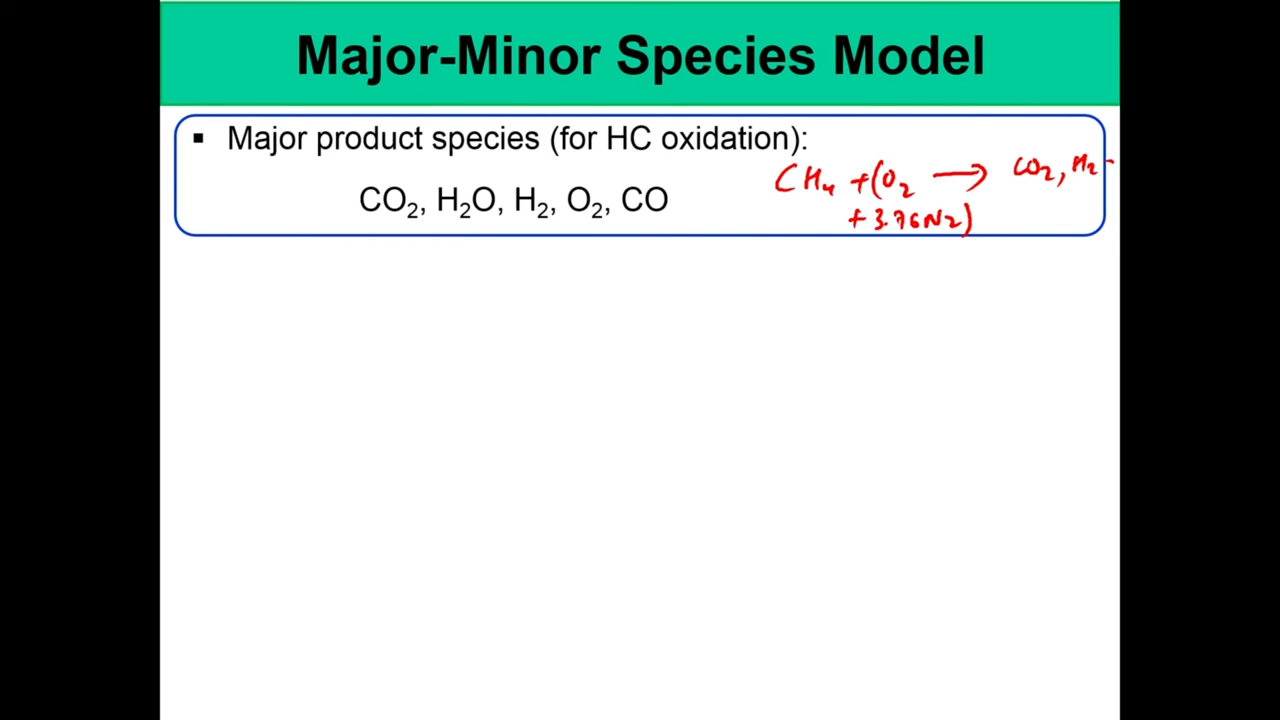 Major-Minor Species Model
▪ Major product species (for HC oxidation):
CO₂, H₂O, H₂, O₂, CO
CH₄ + (O₂ → CO₂, H₂
+ 3.76N₂)